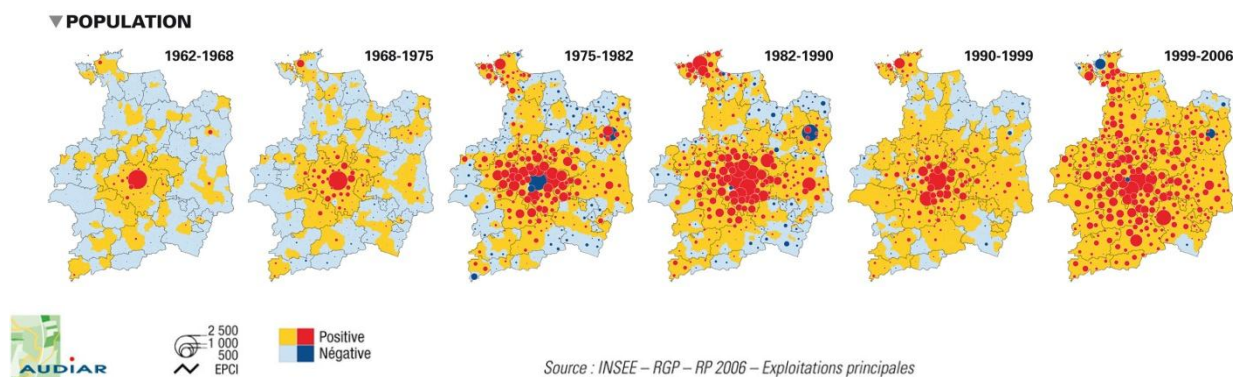 ▼ POPULATION
1962-1968
1968-1975
1975-1982
1982-1990
1990-1999
1999-2006
AUDIAR
2 500
1 000
500
EPCI
Positive
Négative
Source : INSEE – RGP – RP 2006 – Exploitations principales